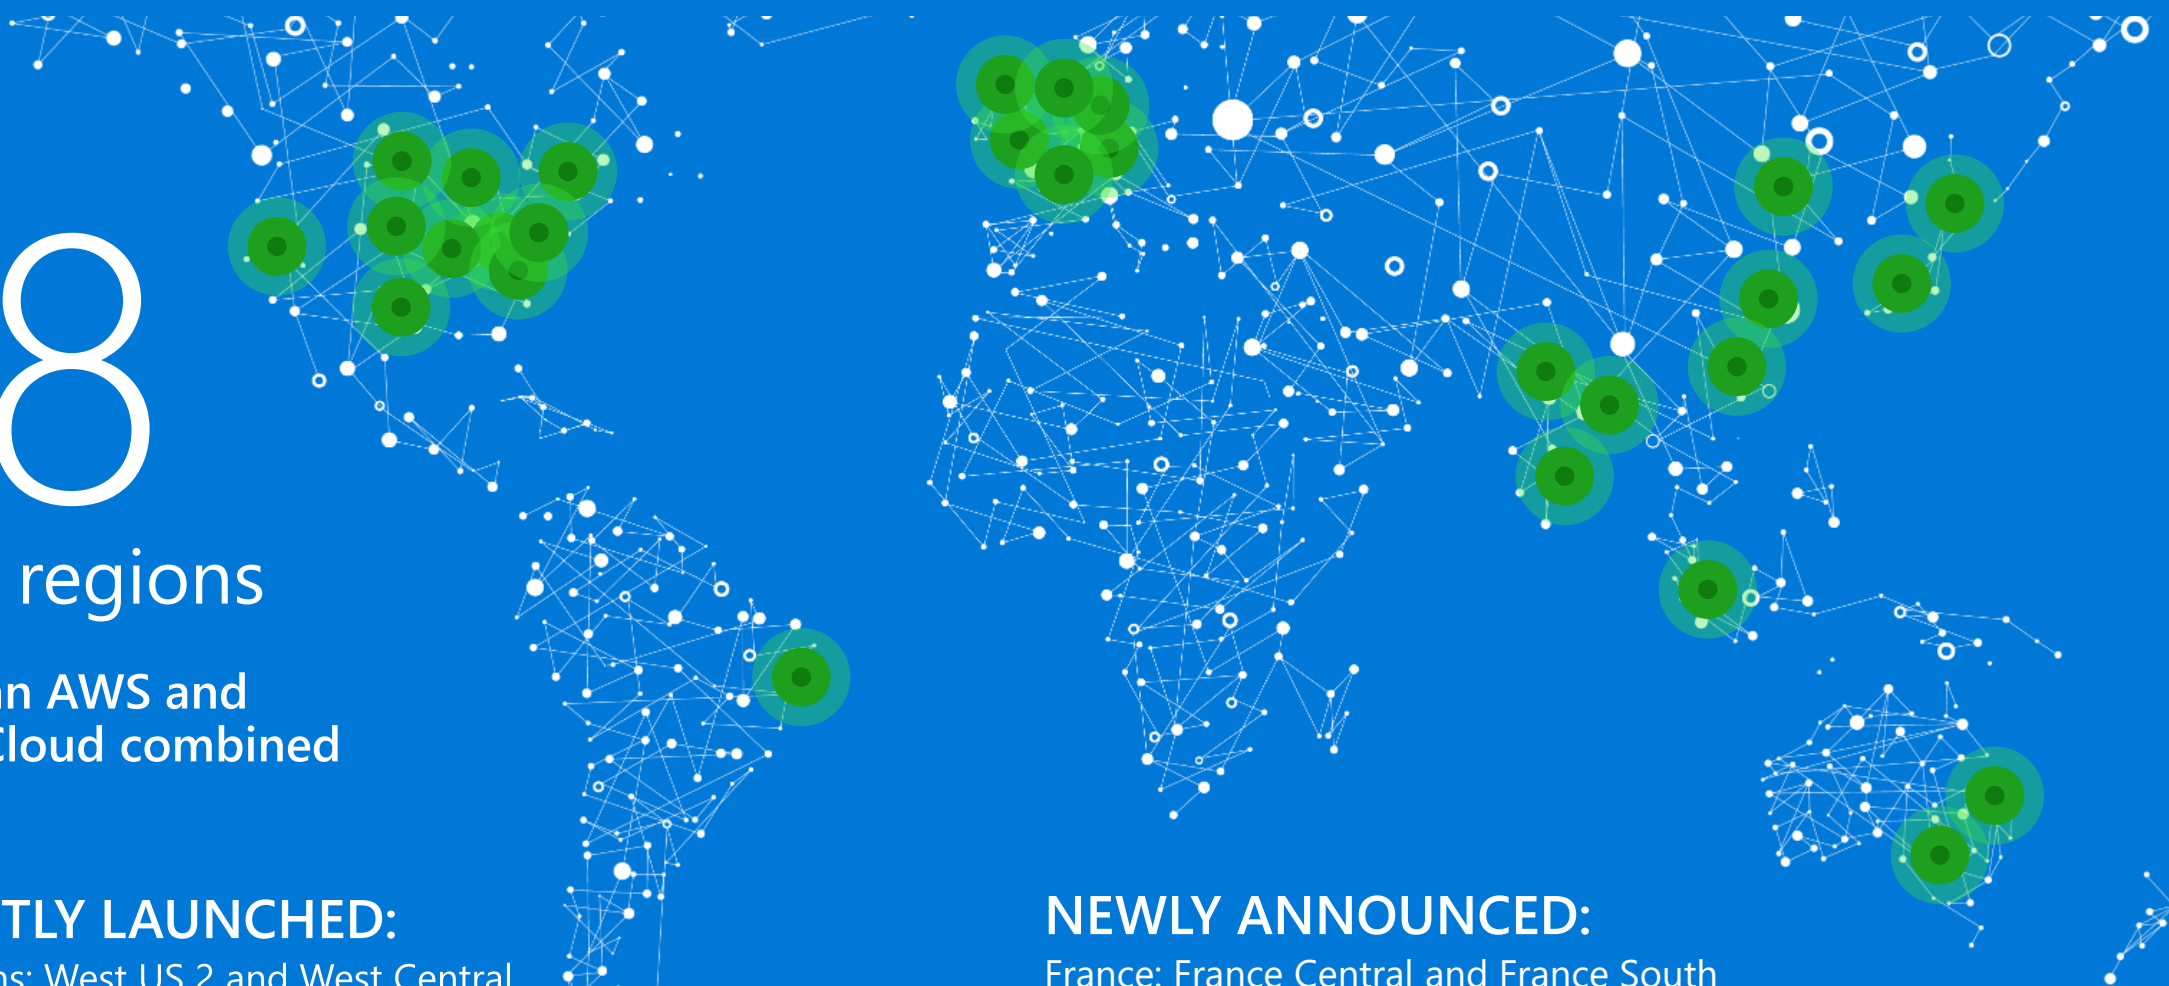 8
regions
an AWS and
Cloud combined
TLY LAUNCHED:
ns: West US 2 and West Central
NEWLY ANNOUNCED:
France: France Central and France South